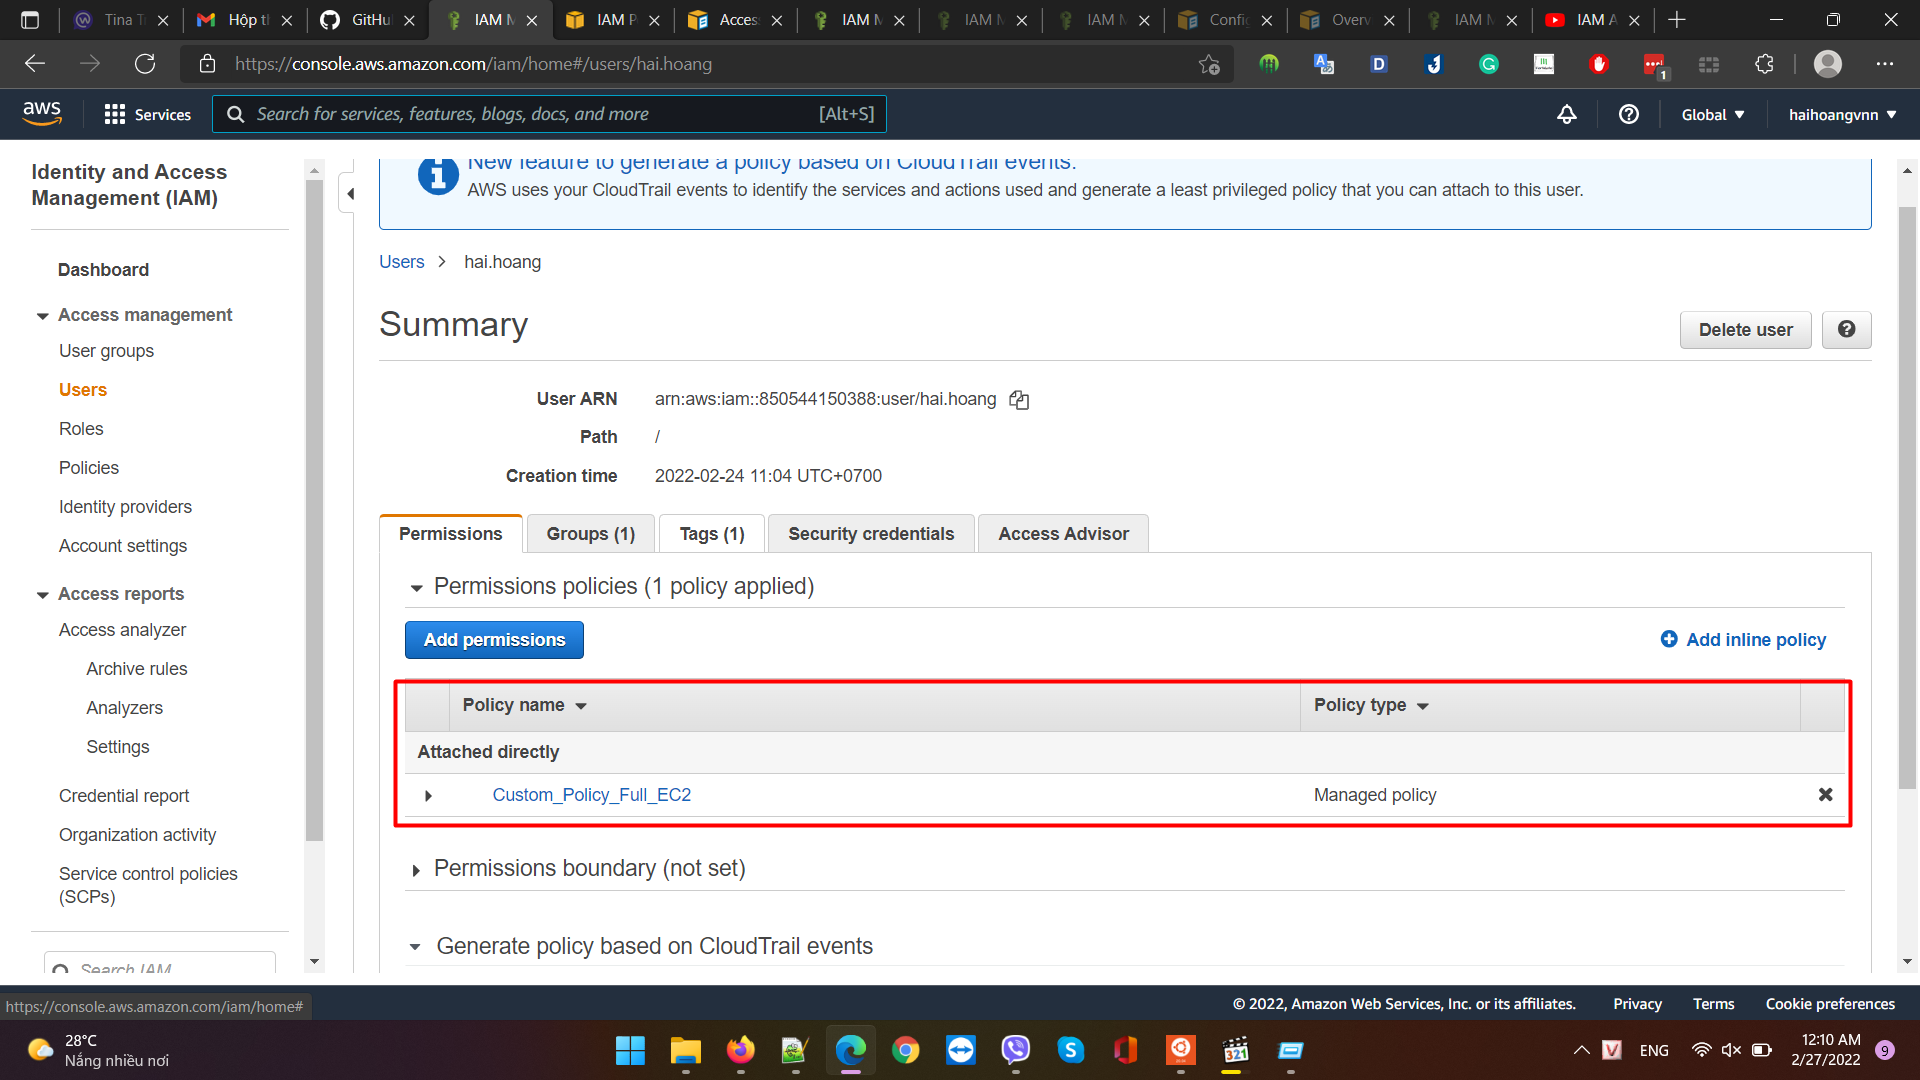 Tina T
Hộp t
GitHu
IAM M
IAM P
Acces
IAM M
IAM M
IAM M
Confi
Overv
IAM M
IAM A
https://console.aws.amazon.com/iam/home#/users/hai.hoang
1
aws
Services
Search for services, features, blogs, docs, and more
[Alt+S]
Global
haihoangvnn
Identity and Access
Management (IAM)
Dashboard
Access management
User groups
Users
Roles
Policies
Identity providers
Account settings
Access reports
Access analyzer
Archive rules
Analyzers
Settings
Credential report
Organization activity
Service control policies
(SCPs)
Search IAM
New feature to generate a policy based on CloudTrail events.
AWS uses your CloudTrail events to identify the services and actions used and generate a least privileged policy that you can attach to this user.
Users > hai.hoang
Summary
Delete user
User ARN arn:aws:iam::850544150388:user/hai.hoang
Path /
Creation time 2022-02-24 11:04 UTC+0700
Permissions
Groups (1)
Tags (1)
Security credentials
Access Advisor
Permissions policies (1 policy applied)
Add permissions
Add inline policy
Policy name
Policy type
Attached directly
Custom_Policy_Full_EC2
Managed policy
Permissions boundary (not set)
Generate policy based on CloudTrail events
https://console.aws.amazon.com/iam/home#
© 2022, Amazon Web Services, Inc. or its affiliates.
Privacy
Terms
Cookie preferences
28°C
Nắng nhiều nơi
321
ENG
12:10 AM
2/27/2022
9